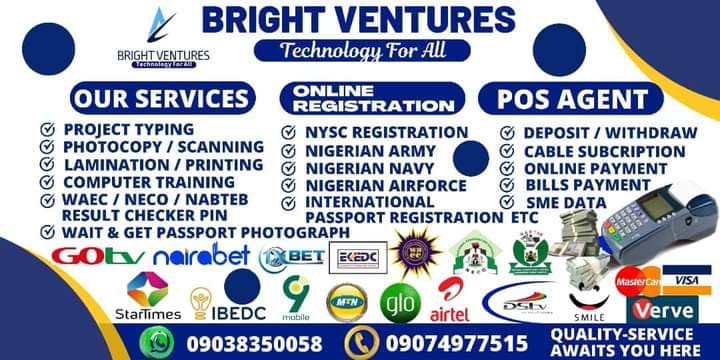 BRIGHT VENTURES
Technology For All
BRIGHT VENTURES
Technology For All
OUR SERVICES
PROJECT TYPING
PHOTOCOPY / SCANNING
LAMINATION / PRINTING
COMPUTER TRAINING
WAEC / NECO / NABTEB
RESULT CHECKER PIN
WAIT & GET PASSPORT PHOTOGRAPH
ONLINE
REGISTRATION
NYSC REGISTRATION
NIGERIAN ARMY
NIGERIAN NAVY
NIGERIAN AIRFORCE
INTERNATIONAL
PASSPORT REGISTRATION ETC
POS AGENT
DEPOSIT / WITHDRAW
CABLE SUBCRIPTION
ONLINE PAYMENT
BILLS PAYMENT
SME DATA
GOtv
nairabet
1XBET
EKEDC
NECO
StarTimes
IBEDC
9
mobile
MTN
glo
airtel
DStv
SMILE
MasterCard
VISA
Verve
09038350058
09074977515
QUALITY-SERVICE
AWAITS YOU HERE